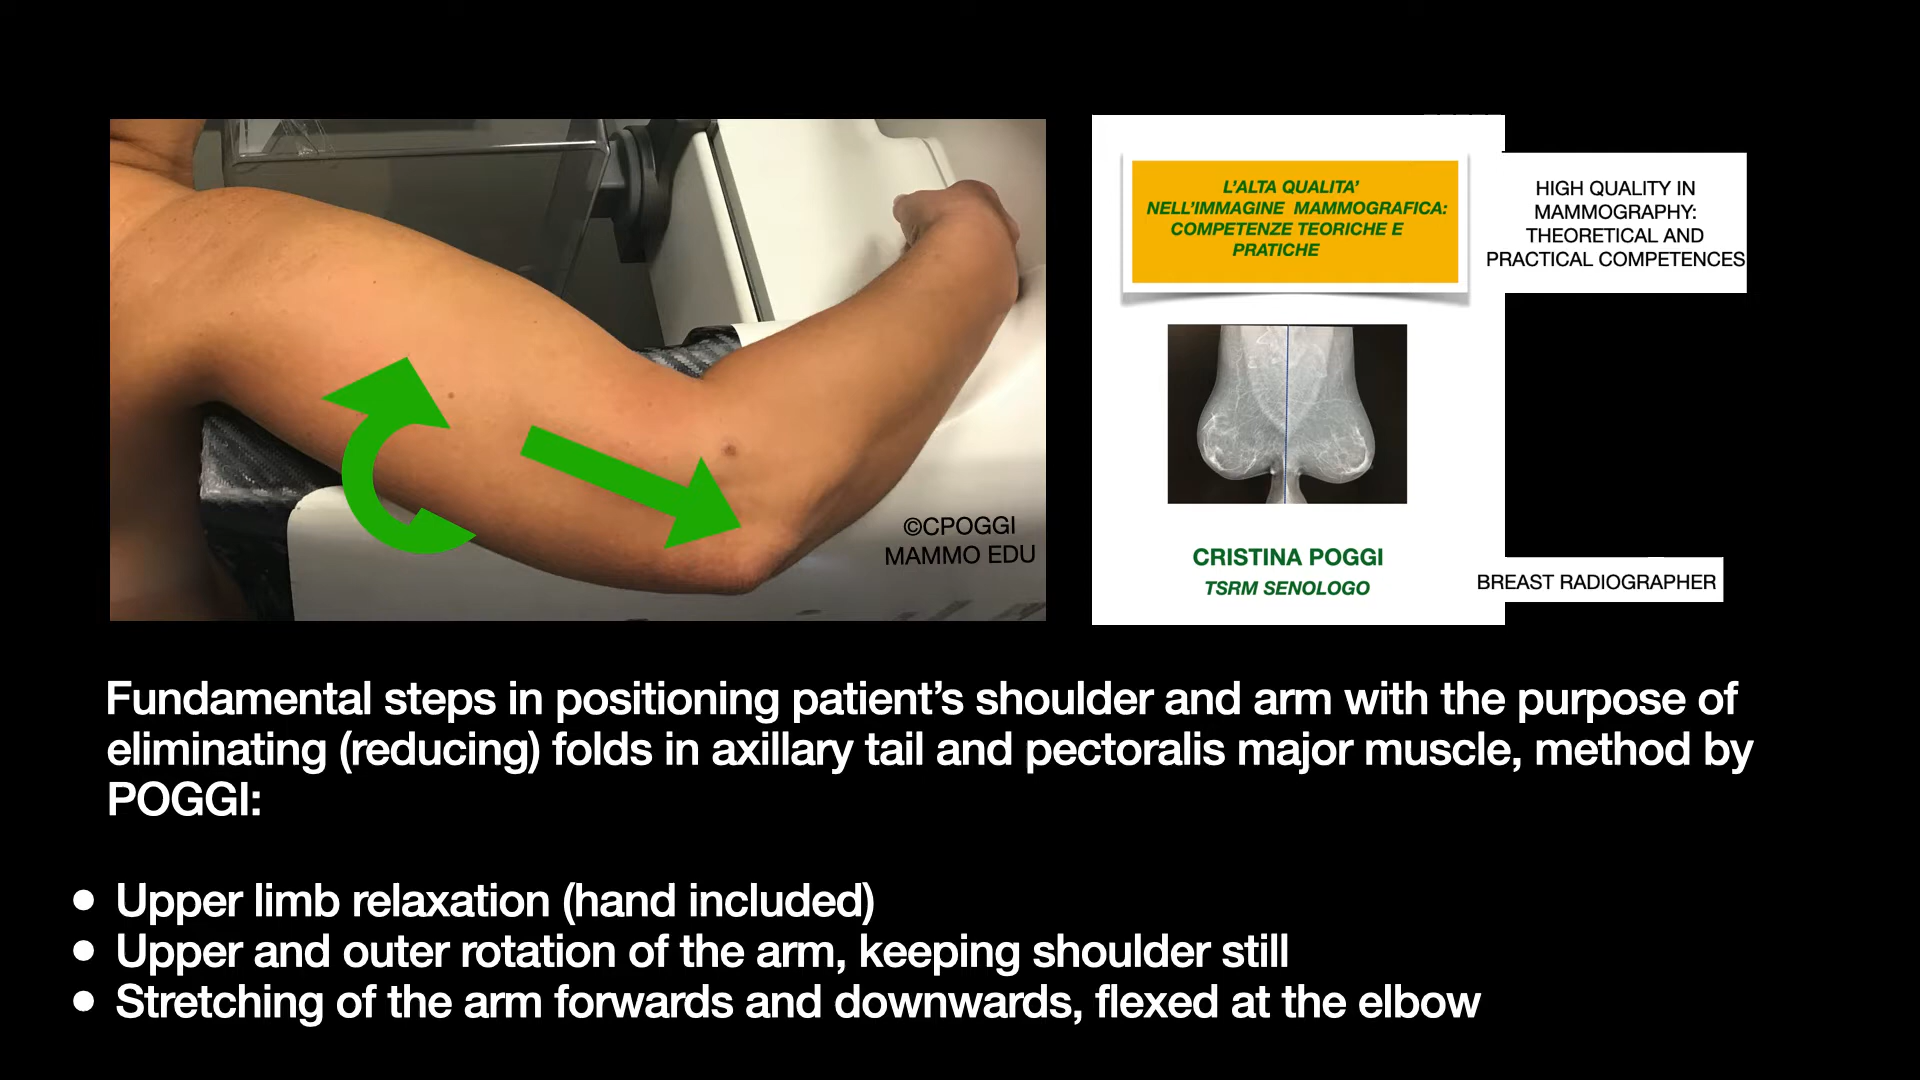 ©CPOGGI
MAMMO EDU
L'ALTA QUALITA'
NELL'IMMAGINE MAMMOGRAFICA:
COMPETENZE TEORICHE E
PRATICHE
HIGH QUALITY IN
MAMMOGRAPHY:
THEORETICAL AND
PRACTICAL COMPETENCES
CRISTINA POGGI
TSRM SENOLOGO
BREAST RADIOGRAPHER
Fundamental steps in positioning patient’s shoulder and arm with the purpose of
eliminating (reducing) folds in axillary tail and pectoralis major muscle, method by
POGGI:
• Upper limb relaxation (hand included)
• Upper and outer rotation of the arm, keeping shoulder still
• Stretching of the arm forwards and downwards, flexed at the elbow